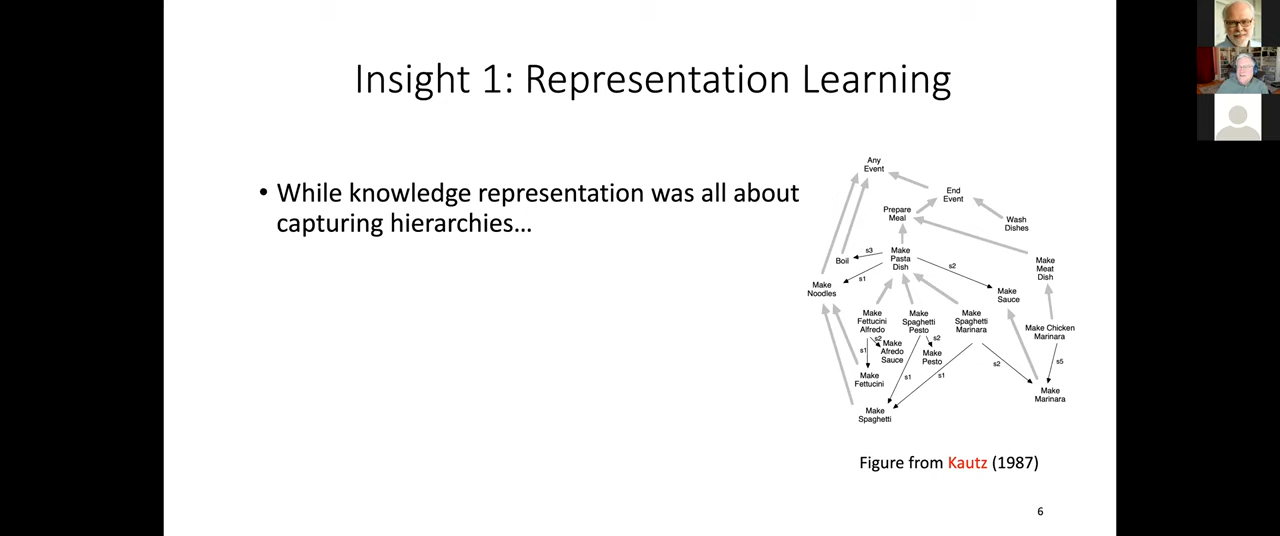 Insight 1: Representation Learning
• While knowledge representation was all about
capturing hierarchies...
Any
Event
End
Event
Prepare
Meal
Wash
Dishes
Boil
s3
Make
Pasta
Dish
s2
Make
Meat
Dish
s1
Make
Noodles
Make
Sauce
Make
Fettucini
Alfredo
Make
Spaghetti
Pesto
Make
Spaghetti
Marinara
Make Chicken
Marinara
s2
s2
s1
Make
Afredo
Sauce
Make
Pesto
s2
s5
Make
Fettucini
s1
s1
Make
Marinara
Make
Spaghetti
Figure from Kautz (1987)
6